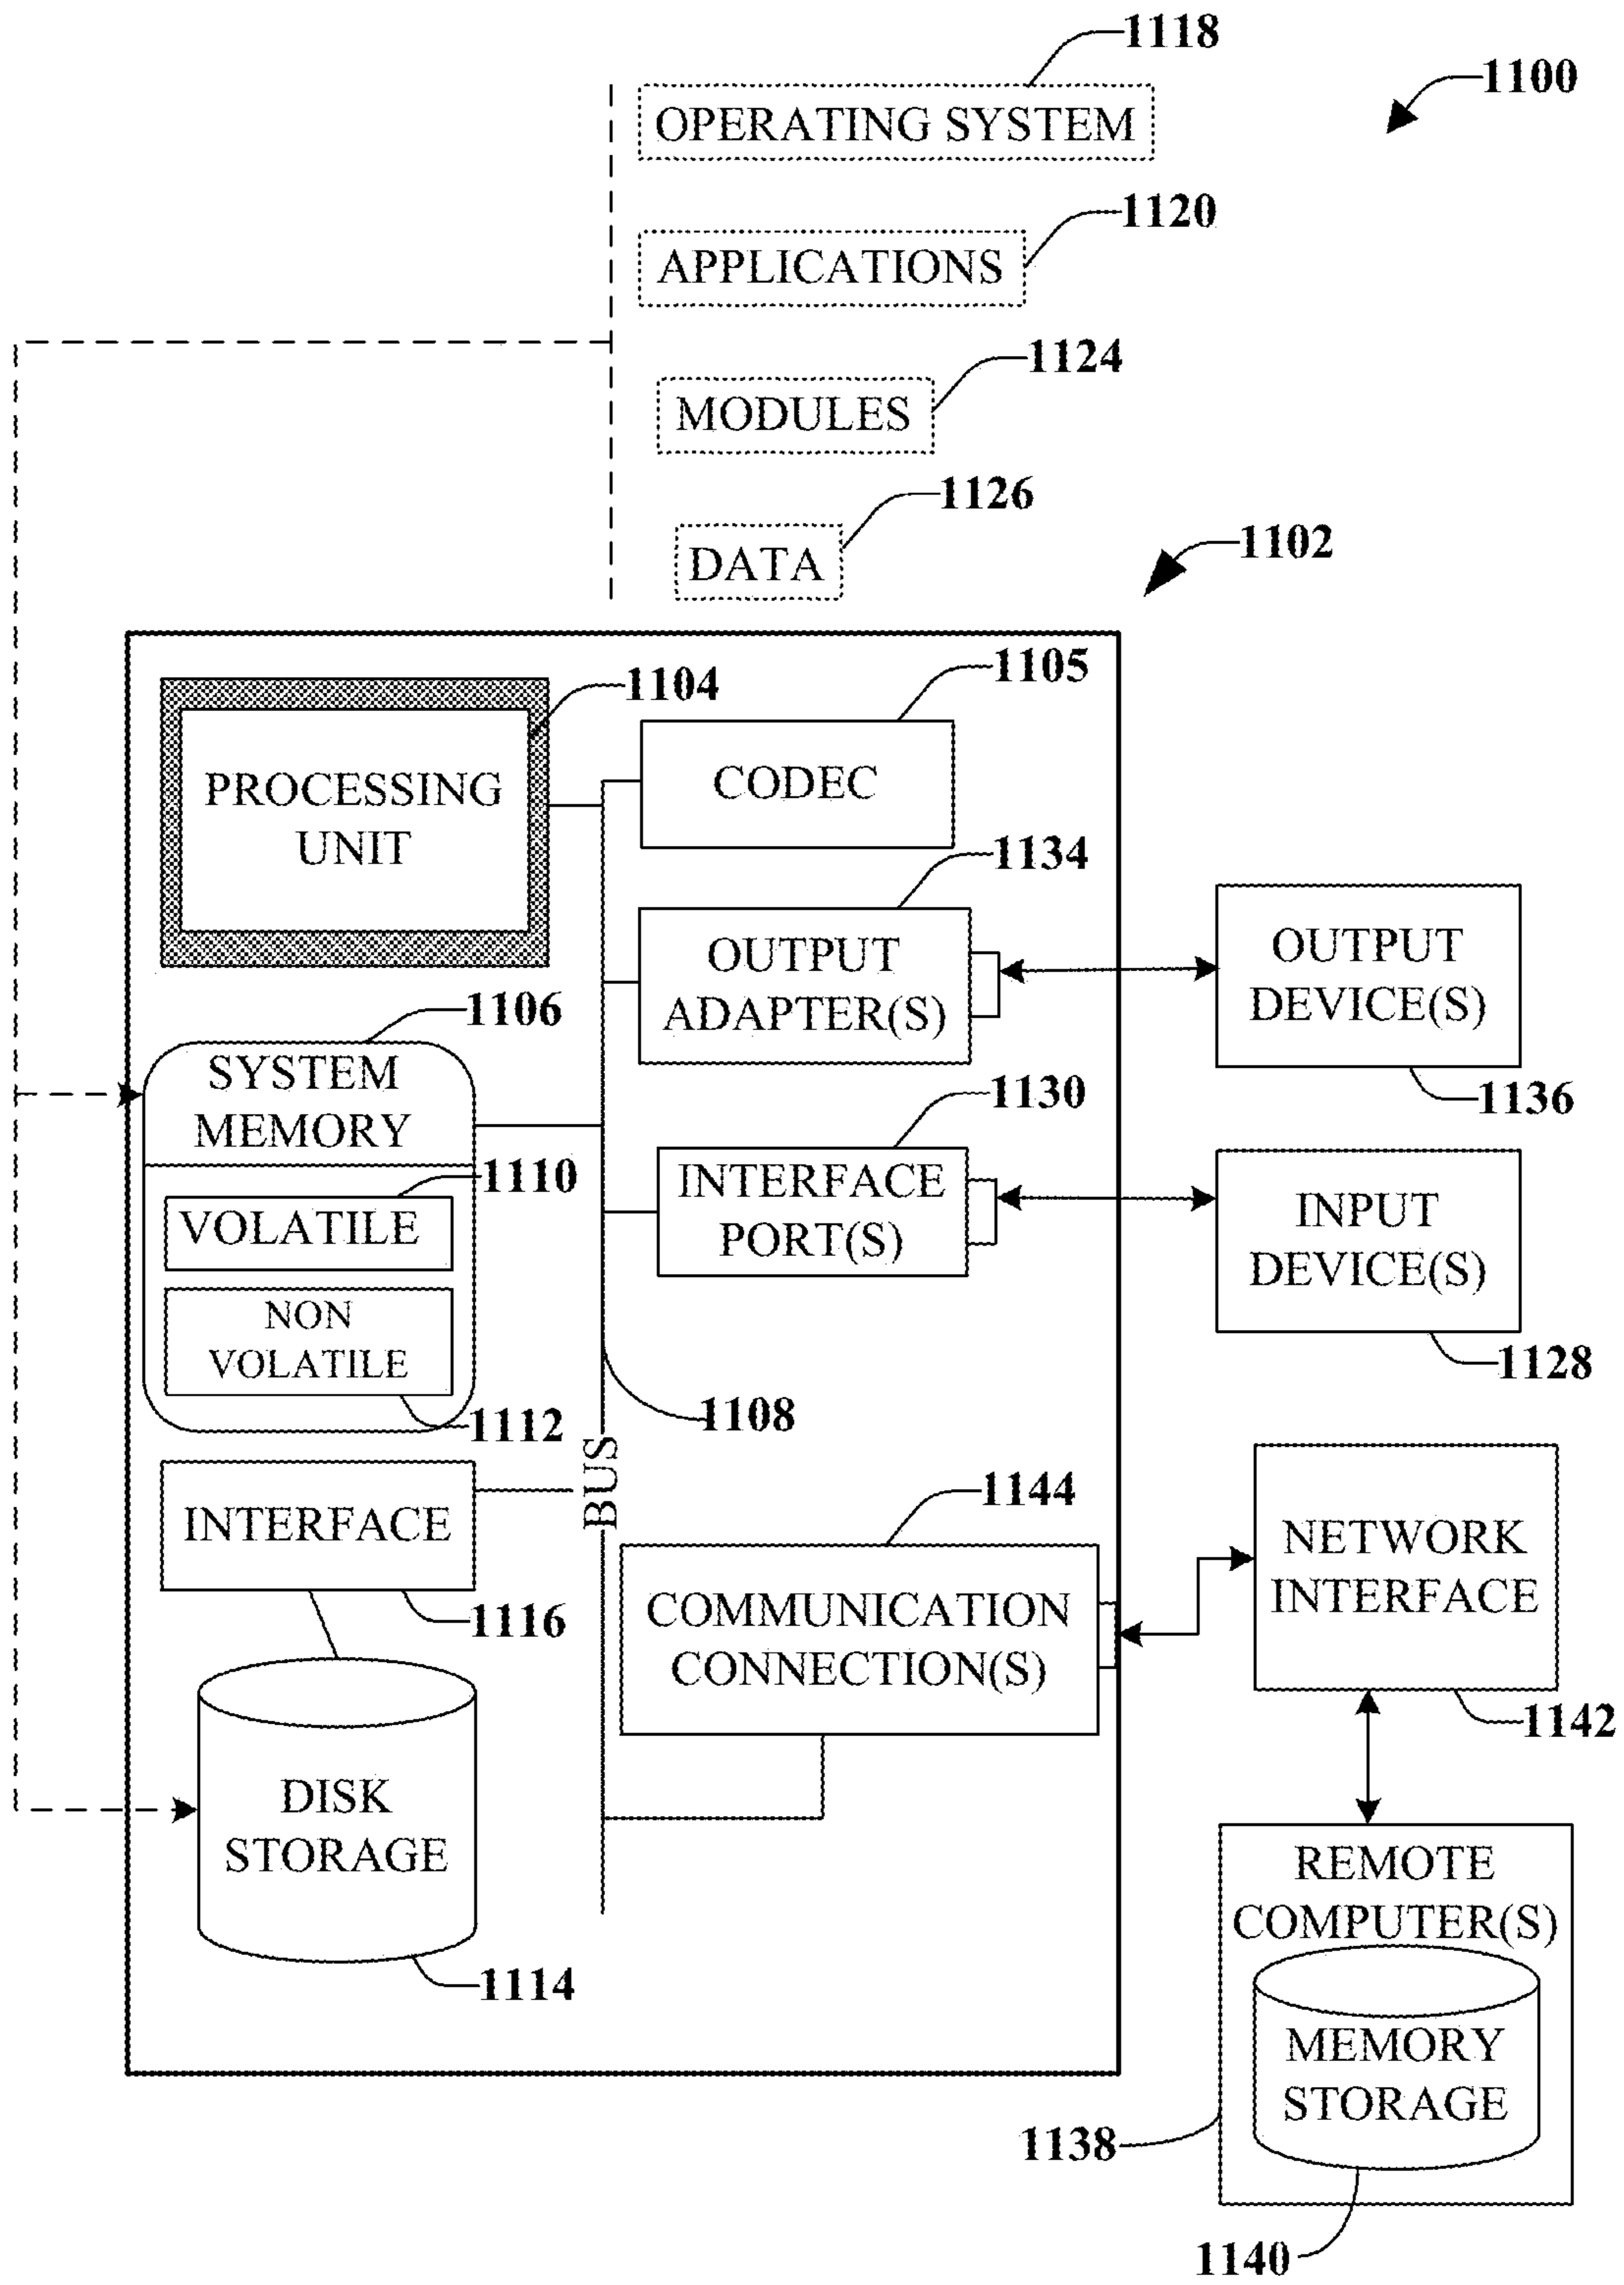 1118
1100
OPERATING SYSTEM
1120
APPLICATIONS
1124
MODULES
1126
DATA
1102
1104
1105
PROCESSING
UNIT
CODEC
1134
OUTPUT
ADAPTER(S)
OUTPUT
DEVICE(S)
1136
1106
SYSTEM
MEMORY
1110
VOLATILE
NON
VOLATILE
1112
1130
INTERFACE
PORT(S)
INPUT
DEVICE(S)
1128
1108
BUS
INTERFACE
1116
1144
COMMUNICATION
CONNECTION(S)
NETWORK
INTERFACE
1142
DISK
STORAGE
1114
REMOTE
COMPUTER(S)
MEMORY
STORAGE
1138
1140